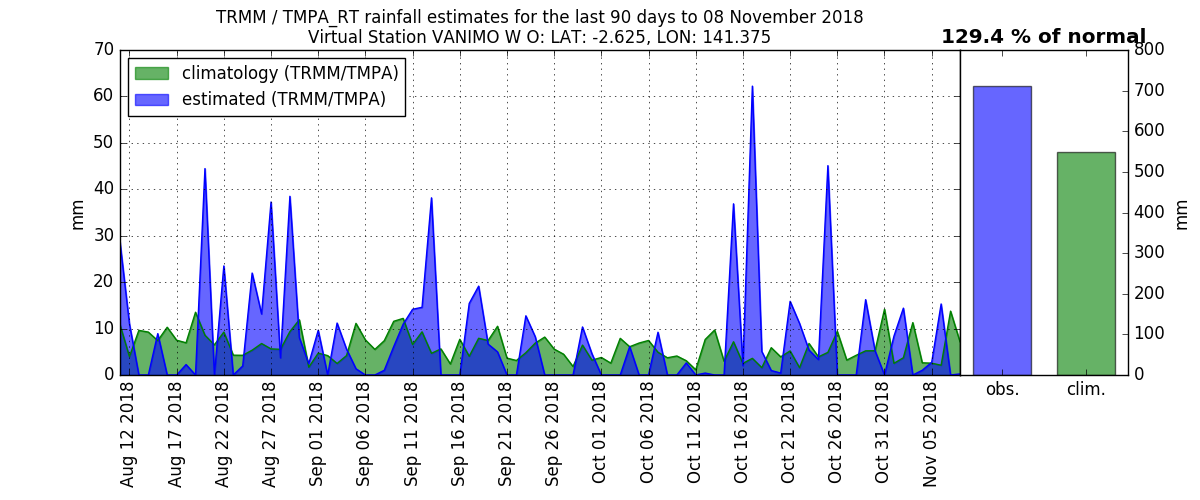 TRMM / TMPA_RT rainfall estimates for the last 90 days to 08 November 2018
Virtual Station VANIMO W O: LAT: -2.625, LON: 141.375
129.4 % of normal
climatology (TRMM/TMPA)
estimated (TRMM/TMPA)
70
60
50
40
30
20
10
0
mm
Aug 12 2018
Aug 17 2018
Aug 22 2018
Aug 27 2018
Sep 01 2018
Sep 06 2018
Sep 11 2018
Sep 16 2018
Sep 21 2018
Sep 26 2018
Oct 01 2018
Oct 06 2018
Oct 11 2018
Oct 16 2018
Oct 21 2018
Oct 26 2018
Oct 31 2018
Nov 05 2018
obs.
clim.
800
700
600
500
400
300
200
100
0
mm